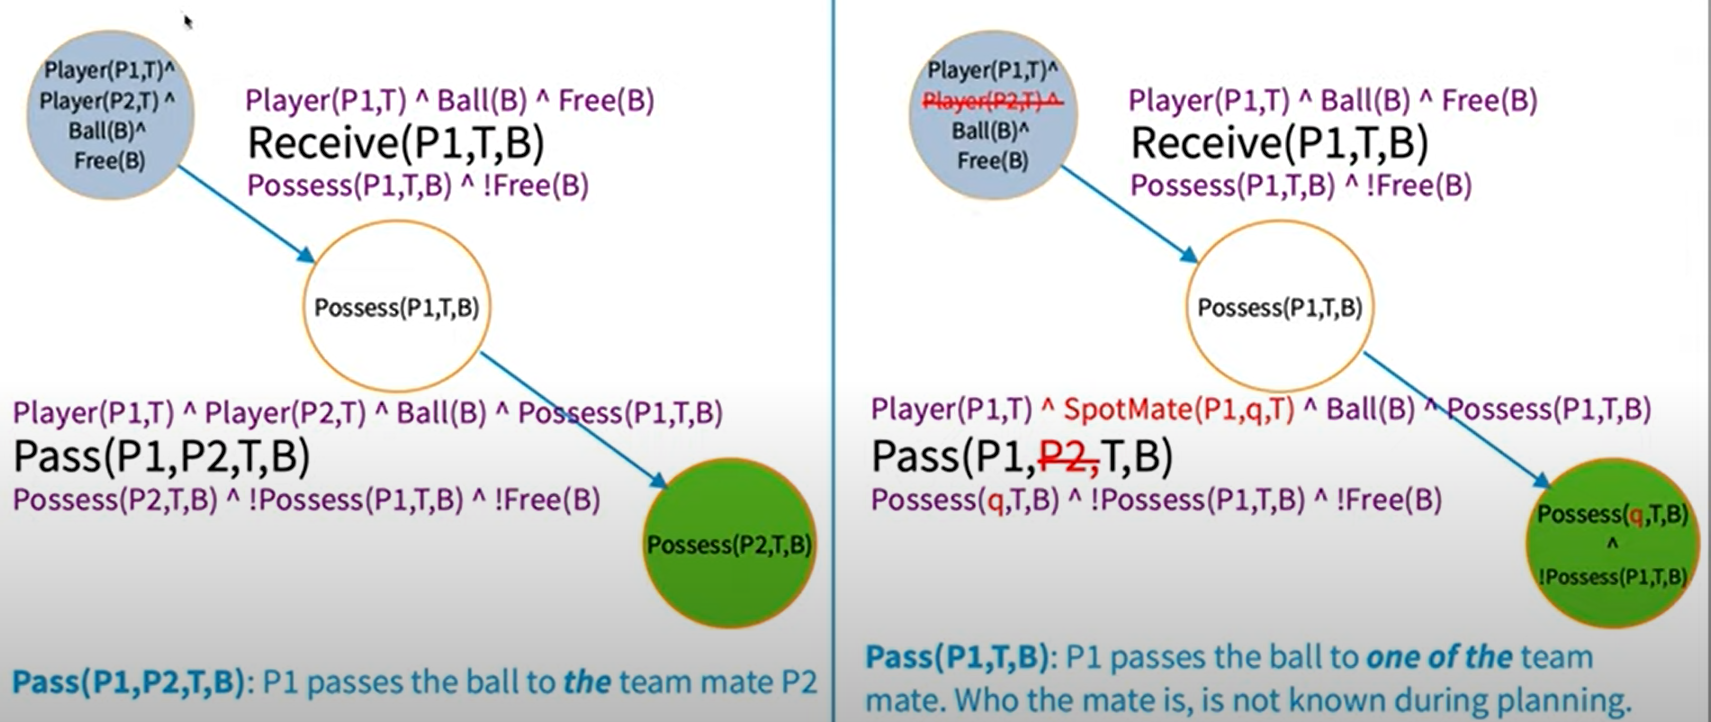 Player(P1,T)^
Player(P2,T) ^
Ball(B)^
Free(B)
Player(P1,T) ^ Ball(B) ^ Free(B)
Receive(P1,T,B)
Possess(P1,T,B) ^ !Free(B)
Possess(P1,T,B)
Player(P1,T) ^ Player(P2,T) ^ Ball(B) ^ Possess(P1,T,B)
Pass(P1,P2,T,B)
Possess(P2,T,B) ^ !Possess(P1,T,B) ^ !Free(B)
Possess(P2,T,B)
Pass(P1,P2,T,B): P1 passes the ball to the team mate P2
Player(P1,T)^
Player(P2,T) ^
Ball(B)^
Free(B)
Player(P1,T) ^ Ball(B) ^ Free(B)
Receive(P1,T,B)
Possess(P1,T,B) ^ !Free(B)
Possess(P1,T,B)
Player(P1,T) ^ SpotMate(P1,q,T) ^ Ball(B) ^ Possess(P1,T,B)
Pass(P1,P2,T,B)
Possess(q,T,B) ^ !Possess(P1,T,B) ^ !Free(B)
Possess(q,T,B)
^
!Possess(P1,T,B)
Pass(P1,T,B): P1 passes the ball to one of the team
mate. Who the mate is, is not known during planning.